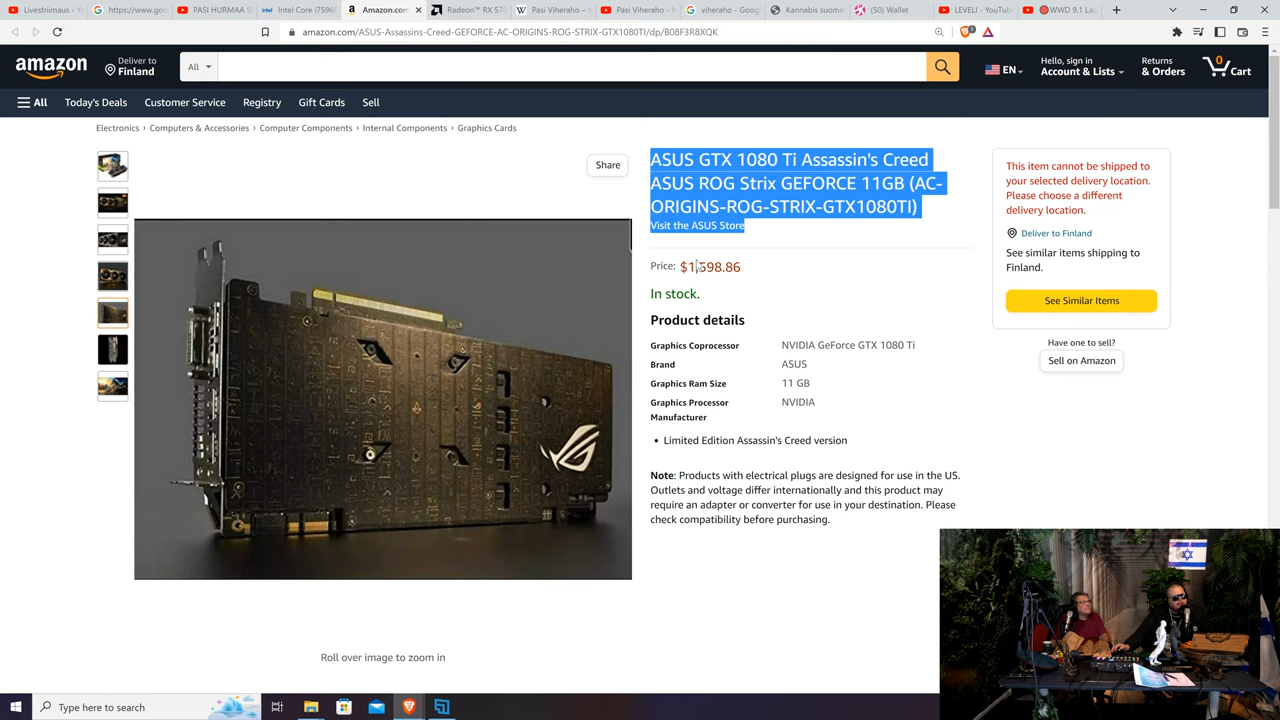 Livestriimaus - Y
https://www.goo
PASI HURMAA S
Intel Core i75960
Amazon.com
Radeon™ RX 570
Pasi Viheraho – W
Pasi Viheraho -
viheraho - Goog
Kannabis suome
(50) Wallet
LEVELI - YouTub
WWD 9.1 Lau
amazon.com/ASUS-Assassins-Creed-GEFORCE-AC-ORIGINS-ROG-STRIX-GTX1080TI/dp/B08F3R8XQK
amazon
Deliver to
Finland
All
EN
Hello, sign in
Account & Lists
Returns
& Orders
0
Cart
All
Today's Deals
Customer Service
Registry
Gift Cards
Sell
Electronics › Computers & Accessories › Computer Components › Internal Components › Graphics Cards
Share
ASUS GTX 1080 Ti Assassin's Creed
ASUS ROG Strix GEFORCE 11GB (AC-
ORIGINS-ROG-STRIX-GTX1080TI)
Visit the ASUS Store
Price: $1,598.86
In stock.
Product details
Graphics Coprocessor NVIDIA GeForce GTX 1080 Ti
Brand ASUS
Graphics Ram Size 11 GB
Graphics Processor NVIDIA
Manufacturer
• Limited Edition Assassin's Creed version
Note: Products with electrical plugs are designed for use in the US.
Outlets and voltage differ internationally and this product may
require an adapter or converter for use in your destination. Please
check compatibility before purchasing.
This item cannot be shipped to
your selected delivery location.
Please choose a different
delivery location.
Deliver to Finland
See similar items shipping to
Finland.
See Similar Items
Have one to sell?
Sell on Amazon
Roll over image to zoom in
Type here to search